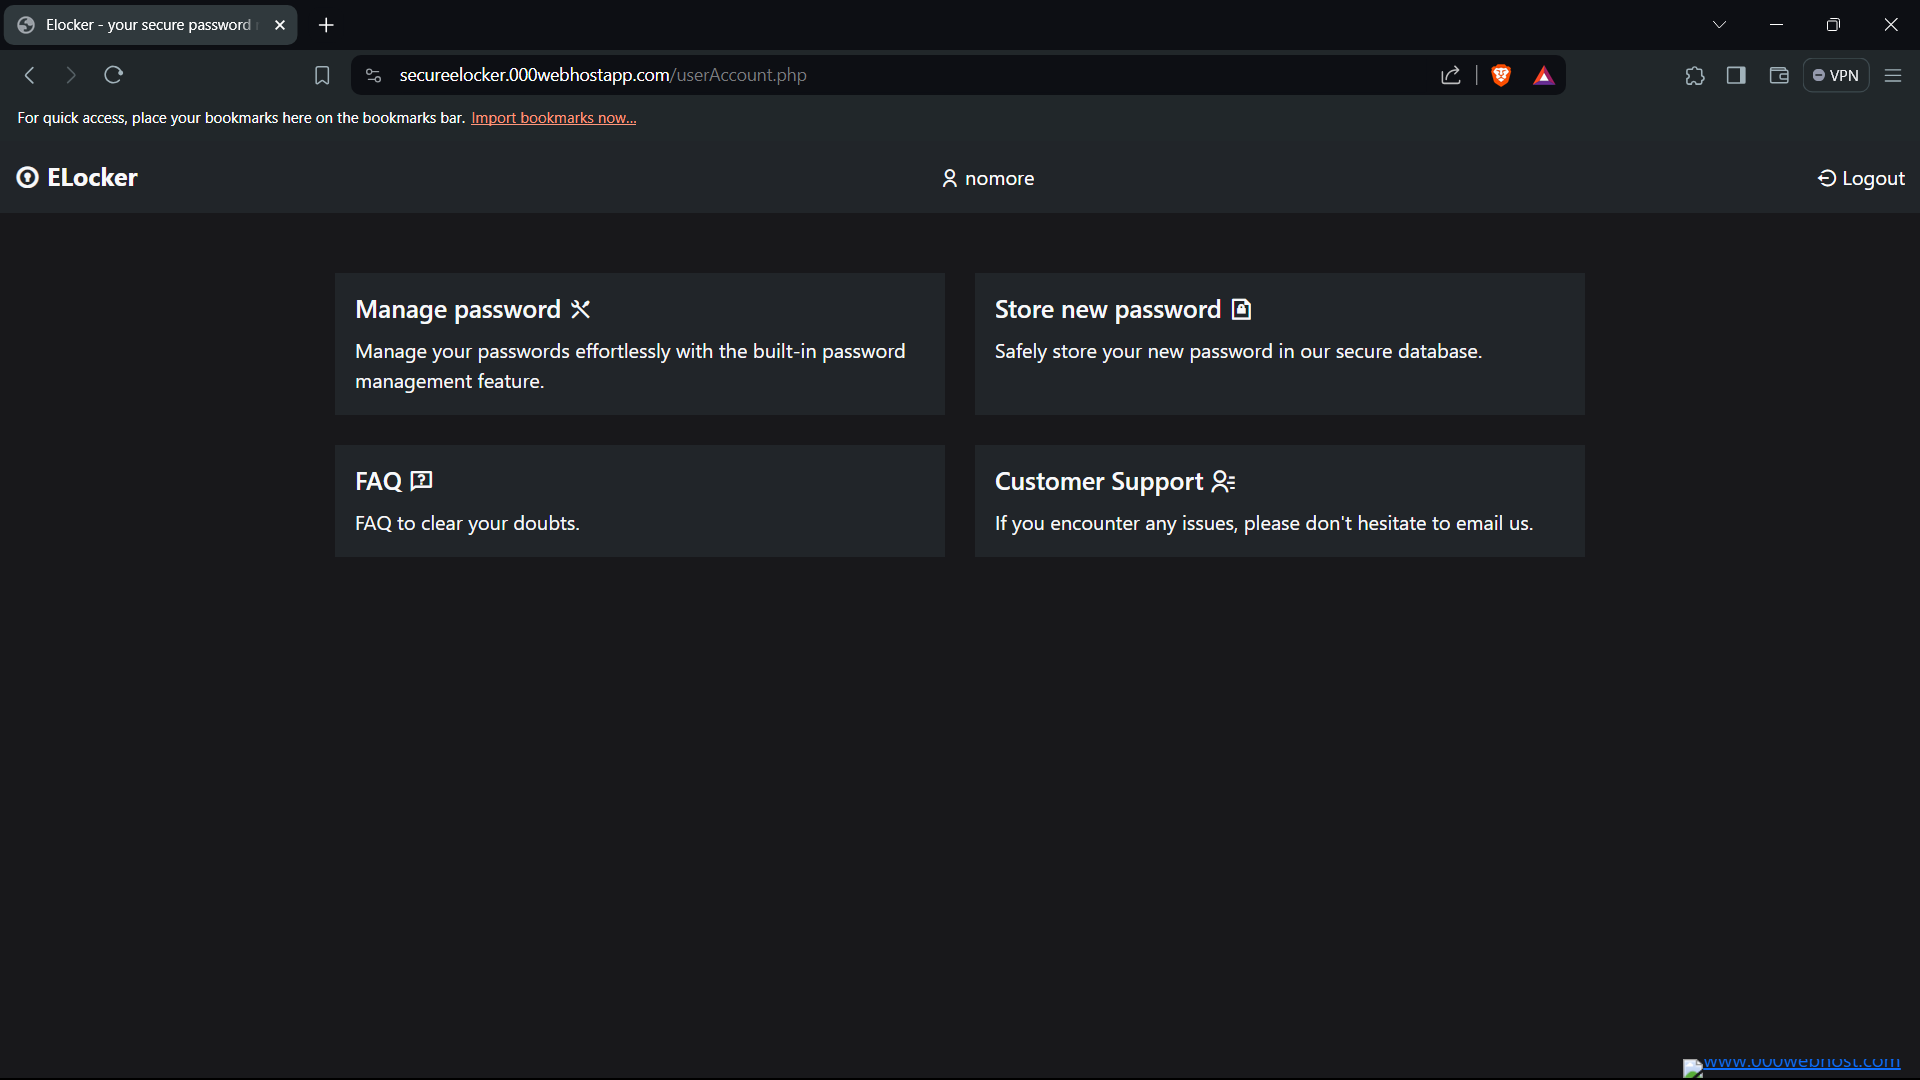 Elocker - your secure password
secureelocker.000webhostapp.com/userAccount.php
VPN
For quick access, place your bookmarks here on the bookmarks bar. Import bookmarks now...
ELocker
nomore
Logout
Manage password
Manage your passwords effortlessly with the built-in password
management feature.
Store new password
Safely store your new password in our secure database.
FAQ
FAQ to clear your doubts.
Customer Support
If you encounter any issues, please don't hesitate to email us.
www.000webhost.com